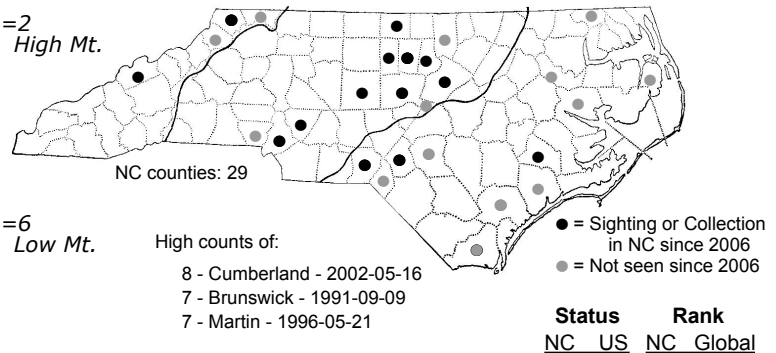 =2
High Mt.
NC counties: 29
=6
Low Mt.
High counts of:
8 - Cumberland - 2002-05-16
7 - Brunswick - 1991-09-09
7 - Martin - 1996-05-21
● = Sighting or Collection
in NC since 2006
● = Not seen since 2006
Status Rank
NC US NC Global